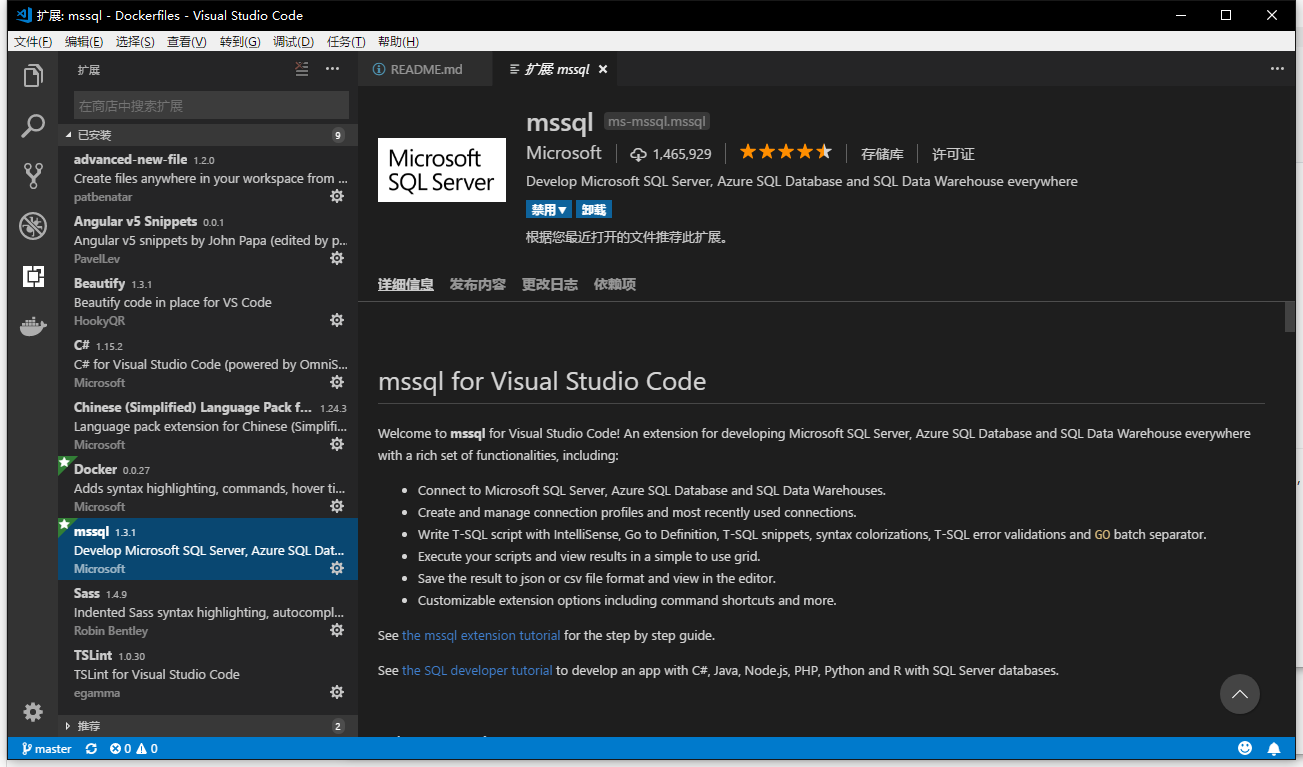 扩展: mssql - Dockerfiles - Visual Studio Code
文件(F) 编辑(E) 选择(S) 查看(V) 转到(G) 调试(D) 任务(T) 帮助(H)
扩展
README.md
扩展: mssql
在商店中搜索扩展
已安装 9
advanced-new-file 1.2.0
Create files anywhere in your workspace from ...
patbenatar
Angular v5 Snippets 0.0.1
Angular v5 snippets by John Papa (edited by p...
PavelLev
Beautify 1.3.1
Beautify code in place for VS Code
HookyQR
C# 1.15.2
C# for Visual Studio Code (powered by OmniS...
Microsoft
Chinese (Simplified) Language Pack f... 1.24.3
Language pack extension for Chinese (Simplifi...
Microsoft
Docker 0.0.27
Adds syntax highlighting, commands, hover ti...
Microsoft
mssql 1.3.1
Develop Microsoft SQL Server, Azure SQL Dat...
Microsoft
Sass 1.4.9
Indented Sass syntax highlighting, autocompl...
Robin Bentley
TSLint 1.0.30
TSLint for Visual Studio Code
egamma
推荐 2
Microsoft
SQL Server
mssql ms-mssql.mssql
Microsoft 1,465,929 存储库 许可证
Develop Microsoft SQL Server, Azure SQL Database and SQL Data Warehouse everywhere
禁用 卸载
根据您最近打开的文件推荐此扩展。
详细信息 发布内容 更改日志 依赖项
mssql for Visual Studio Code
Welcome to mssql for Visual Studio Code! An extension for developing Microsoft SQL Server, Azure SQL Database and SQL Data Warehouse everywhere
with a rich set of functionalities, including:
• Connect to Microsoft SQL Server, Azure SQL Database and SQL Data Warehouses.
• Create and manage connection profiles and most recently used connections.
• Write T-SQL script with IntelliSense, Go to Definition, T-SQL snippets, syntax colorizations, T-SQL error validations and GO batch separator.
• Execute your scripts and view results in a simple to use grid.
• Save the result to json or csv file format and view in the editor.
• Customizable extension options including command shortcuts and more.
See the mssql extension tutorial for the step by step guide.
See the SQL developer tutorial to develop an app with C#, Java, Node.js, PHP, Python and R with SQL Server databases.
master 0 0